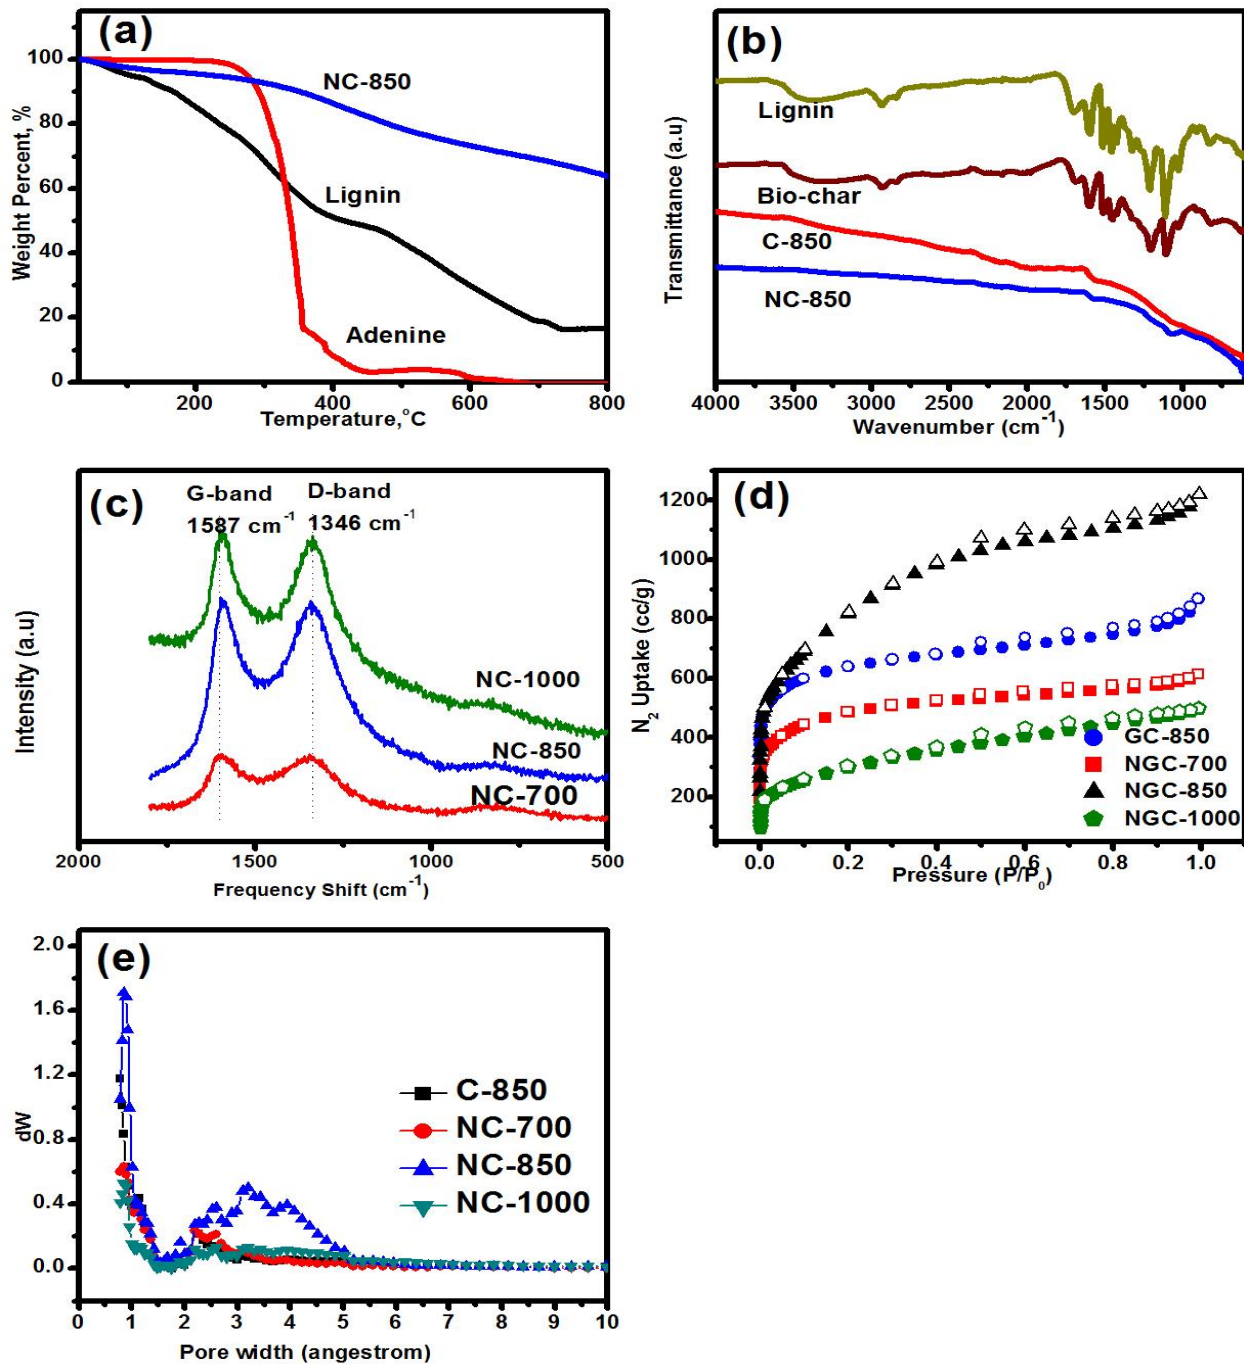 (a)
100
80
60
40
20
0
Weight Percent, %
NC-850
Lignin
Adenine
200
400
600
800
Temperature,°C
(b)
Transmittance (a.u)
Lignin
Bio-char
C-850
NC-850
4000
3500
3000
2500
2000
1500
1000
Wavenumber (cm⁻¹)
(c)
G-band
1587 cm⁻¹
D-band
1346 cm⁻¹
Intensity (a.u)
NC-1000
NC-850
NC-700
2000
1500
1000
500
Frequency Shift (cm⁻¹)
(d)
1200
1000
800
600
400
200
N₂ Uptake (cc/g)
GC-850
NGC-700
NGC-850
NGC-1000
0.0
0.2
0.4
0.6
0.8
1.0
Pressure (P/P₀)
(e)
2.0
1.6
1.2
0.8
0.4
0.0
dW
C-850
NC-700
NC-850
NC-1000
0
1
2
3
4
5
6
7
8
9
10
Pore width (angstrom)